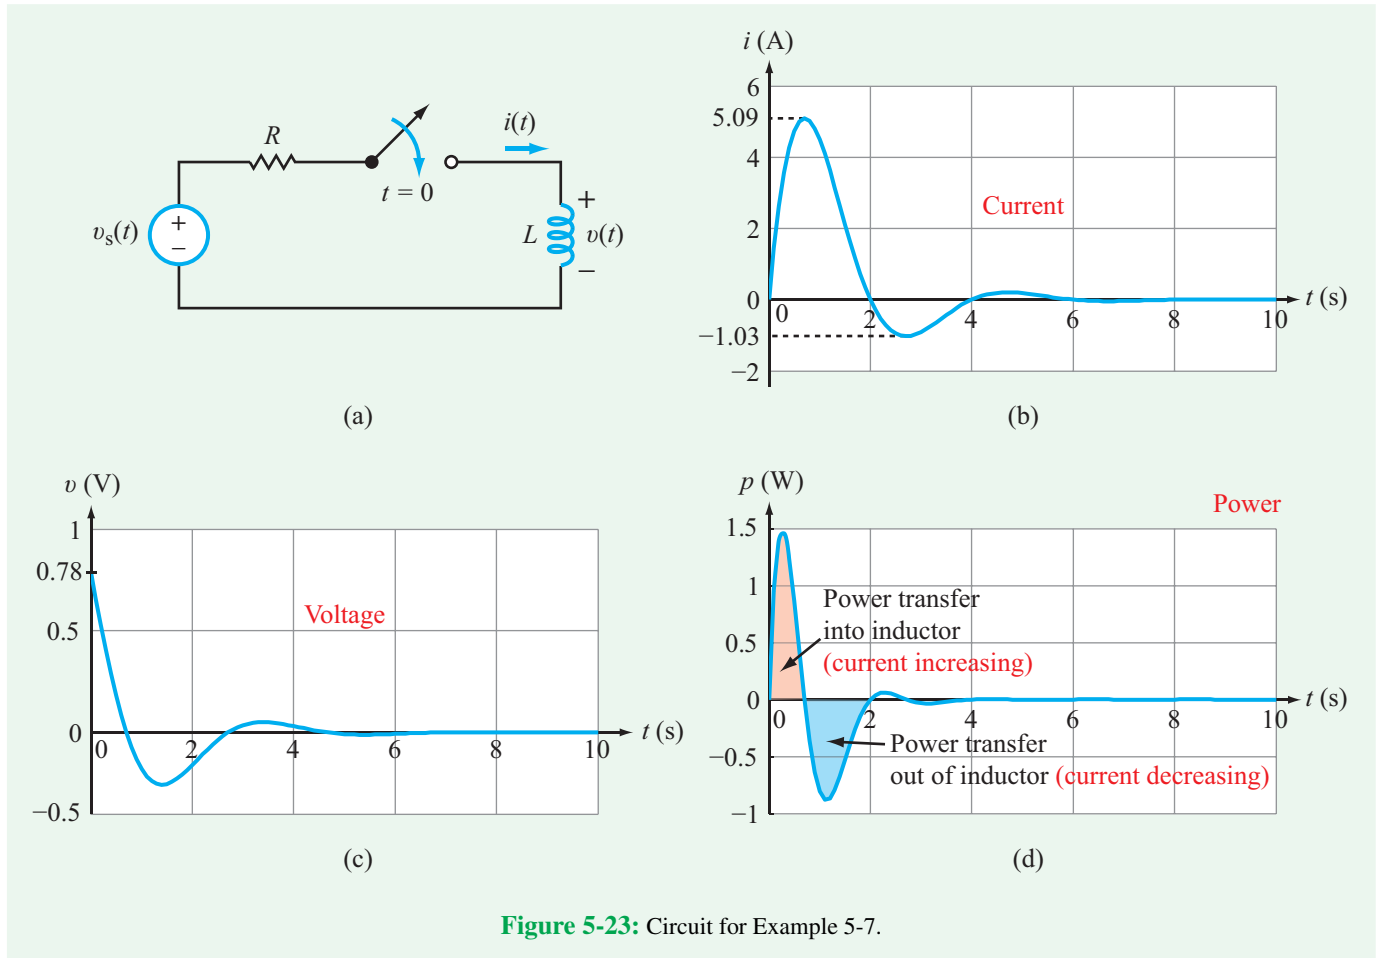 R
t = 0
i(t)
υs(t)
+
−
L
+
υ(t)
−
(a)
i (A)
6
5.09
4
2
0
−1.03
−2
Current
0
2
4
6
8
10
t (s)
(b)
υ (V)
1
0.78
0.5
0
−0.5
Voltage
0
2
4
6
8
10
t (s)
(c)
p (W)
Power
1.5
1
0.5
0
−0.5
−1
Power transfer
into inductor
(current increasing)
0
2
4
6
8
10
t (s)
Power transfer
out of inductor (current decreasing)
(d)
Figure 5-23: Circuit for Example 5-7.